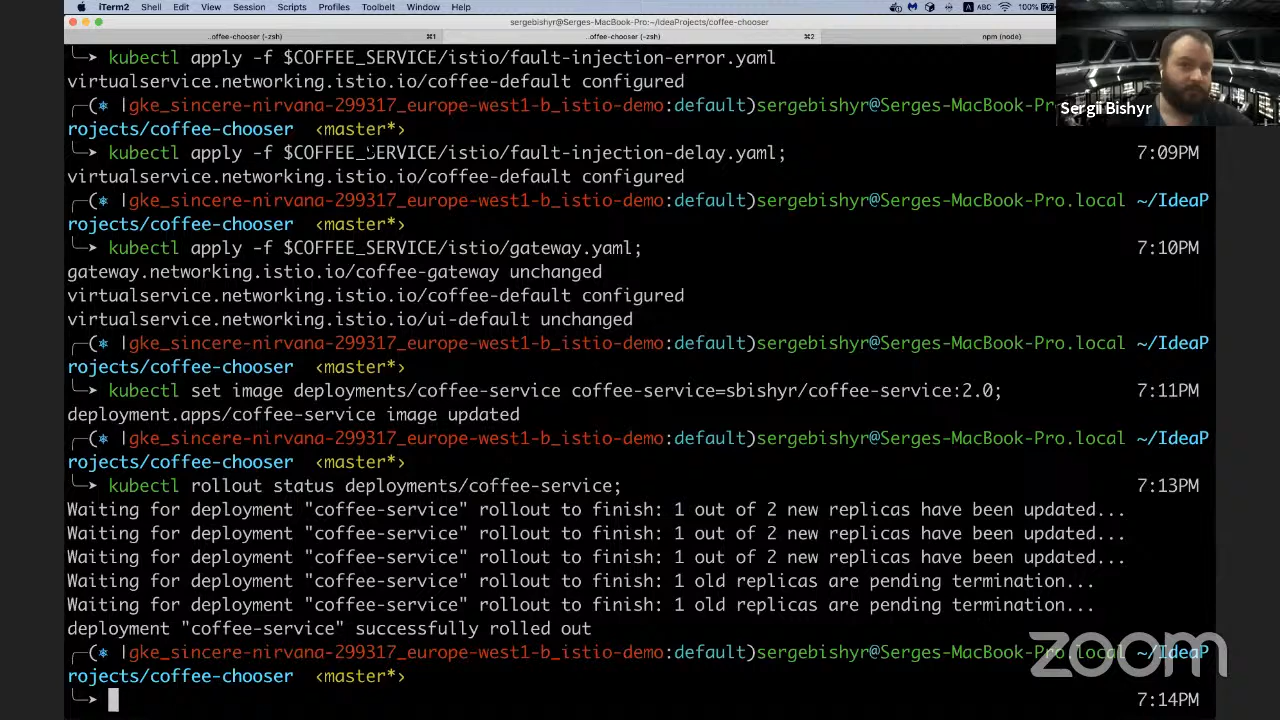 iTerm2 Shell Edit View Session Scripts Profiles Toolbelt Window Help ABC 100%
sergebishyr@Serges-MacBook-Pro:~/IdeaProjects/coffee-chooser
..offee-chooser (-zsh) ⌘1 ..offee-chooser (-zsh) ⌘2 npm (node)
╰─➤ kubectl apply -f $COFFEE_SERVICE/istio/fault-injection-error.yaml
virtualservice.networking.istio.io/coffee-default configured
╭─(⎈ |gke_sincere-nirvana-299317_europe-west1-b_istio-demo:default)sergebishyr@Serges-MacBook-Pro
rojects/coffee-chooser ‹master*›
╰─➤ kubectl apply -f $COFFEE_SERVICE/istio/fault-injection-delay.yaml; 7:09PM
virtualservice.networking.istio.io/coffee-default configured
╭─(⎈ |gke_sincere-nirvana-299317_europe-west1-b_istio-demo:default)sergebishyr@Serges-MacBook-Pro.local ~/IdeaP
rojects/coffee-chooser ‹master*›
╰─➤ kubectl apply -f $COFFEE_SERVICE/istio/gateway.yaml; 7:10PM
gateway.networking.istio.io/coffee-gateway unchanged
virtualservice.networking.istio.io/coffee-default configured
virtualservice.networking.istio.io/ui-default unchanged
╭─(⎈ |gke_sincere-nirvana-299317_europe-west1-b_istio-demo:default)sergebishyr@Serges-MacBook-Pro.local ~/IdeaP
rojects/coffee-chooser ‹master*›
╰─➤ kubectl set image deployments/coffee-service coffee-service=sbishyr/coffee-service:2.0; 7:11PM
deployment.apps/coffee-service image updated
╭─(⎈ |gke_sincere-nirvana-299317_europe-west1-b_istio-demo:default)sergebishyr@Serges-MacBook-Pro.local ~/IdeaP
rojects/coffee-chooser ‹master*›
╰─➤ kubectl rollout status deployments/coffee-service; 7:13PM
Waiting for deployment "coffee-service" rollout to finish: 1 out of 2 new replicas have been updated...
Waiting for deployment "coffee-service" rollout to finish: 1 out of 2 new replicas have been updated...
Waiting for deployment "coffee-service" rollout to finish: 1 out of 2 new replicas have been updated...
Waiting for deployment "coffee-service" rollout to finish: 1 old replicas are pending termination...
Waiting for deployment "coffee-service" rollout to finish: 1 old replicas are pending termination...
deployment "coffee-service" successfully rolled out
╭─(⎈ |gke_sincere-nirvana-299317_europe-west1-b_istio-demo:default)sergebishyr@Serges-MacBook-Pro.local ~/IdeaP
rojects/coffee-chooser ‹master*›
╰─➤ 7:14PM
Sergii Bishyr
zoom